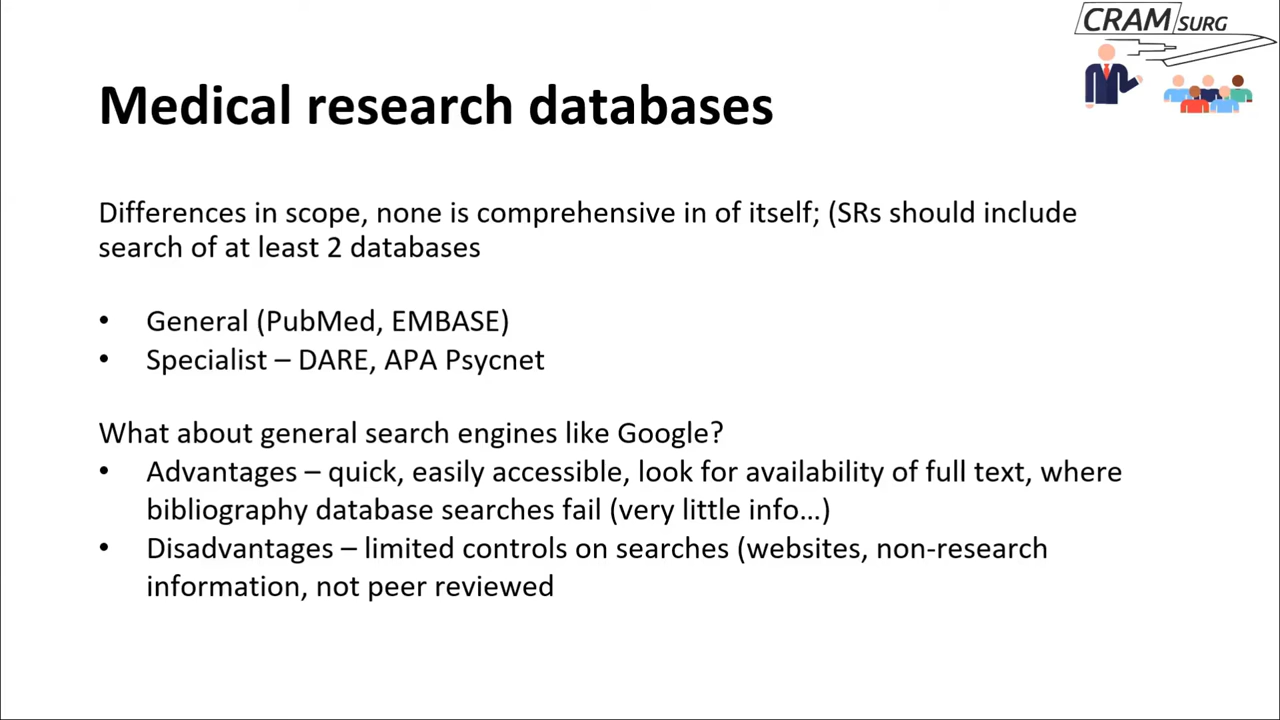 CRAM SURG
Medical research databases
Differences in scope, none is comprehensive in of itself; (SRs should include
search of at least 2 databases
• General (PubMed, EMBASE)
• Specialist – DARE, APA Psycnet
What about general search engines like Google?
• Advantages – quick, easily accessible, look for availability of full text, where
bibliography database searches fail (very little info…)
• Disadvantages – limited controls on searches (websites, non-research
information, not peer reviewed